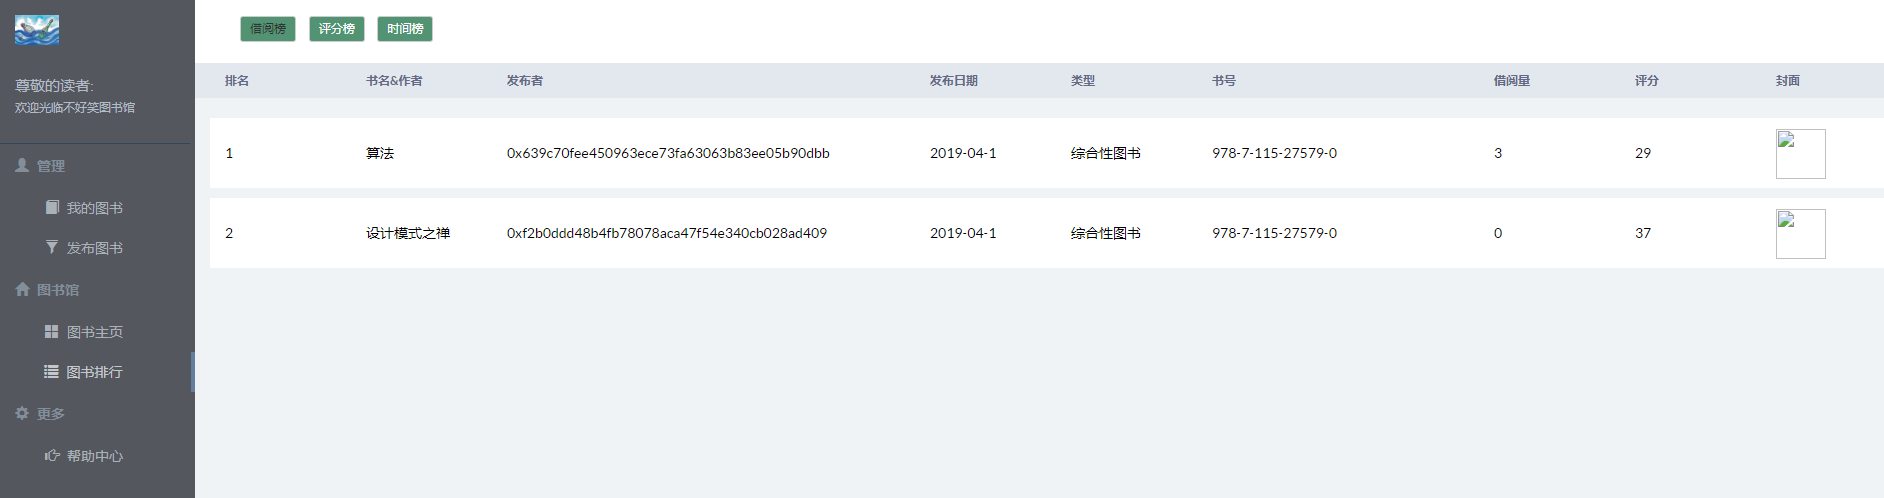 尊敬的读者:
欢迎光临不好笑图书馆
管理
我的图书
发布图书
图书馆
图书主页
图书排行
更多
帮助中心
借阅榜 评分榜 时间榜
排名 书名&作者 发布者 发布日期 类型 书号 借阅量 评分 封面
1 算法 0x639c70fee450963ece73fa63063b83ee05b90dbb 2019-04-1 综合性图书 978-7-115-27579-0 3 29
2 设计模式之禅 0xf2b0ddd48b4fb78078aca47f54e340cb028ad409 2019-04-1 综合性图书 978-7-115-27579-0 0 37